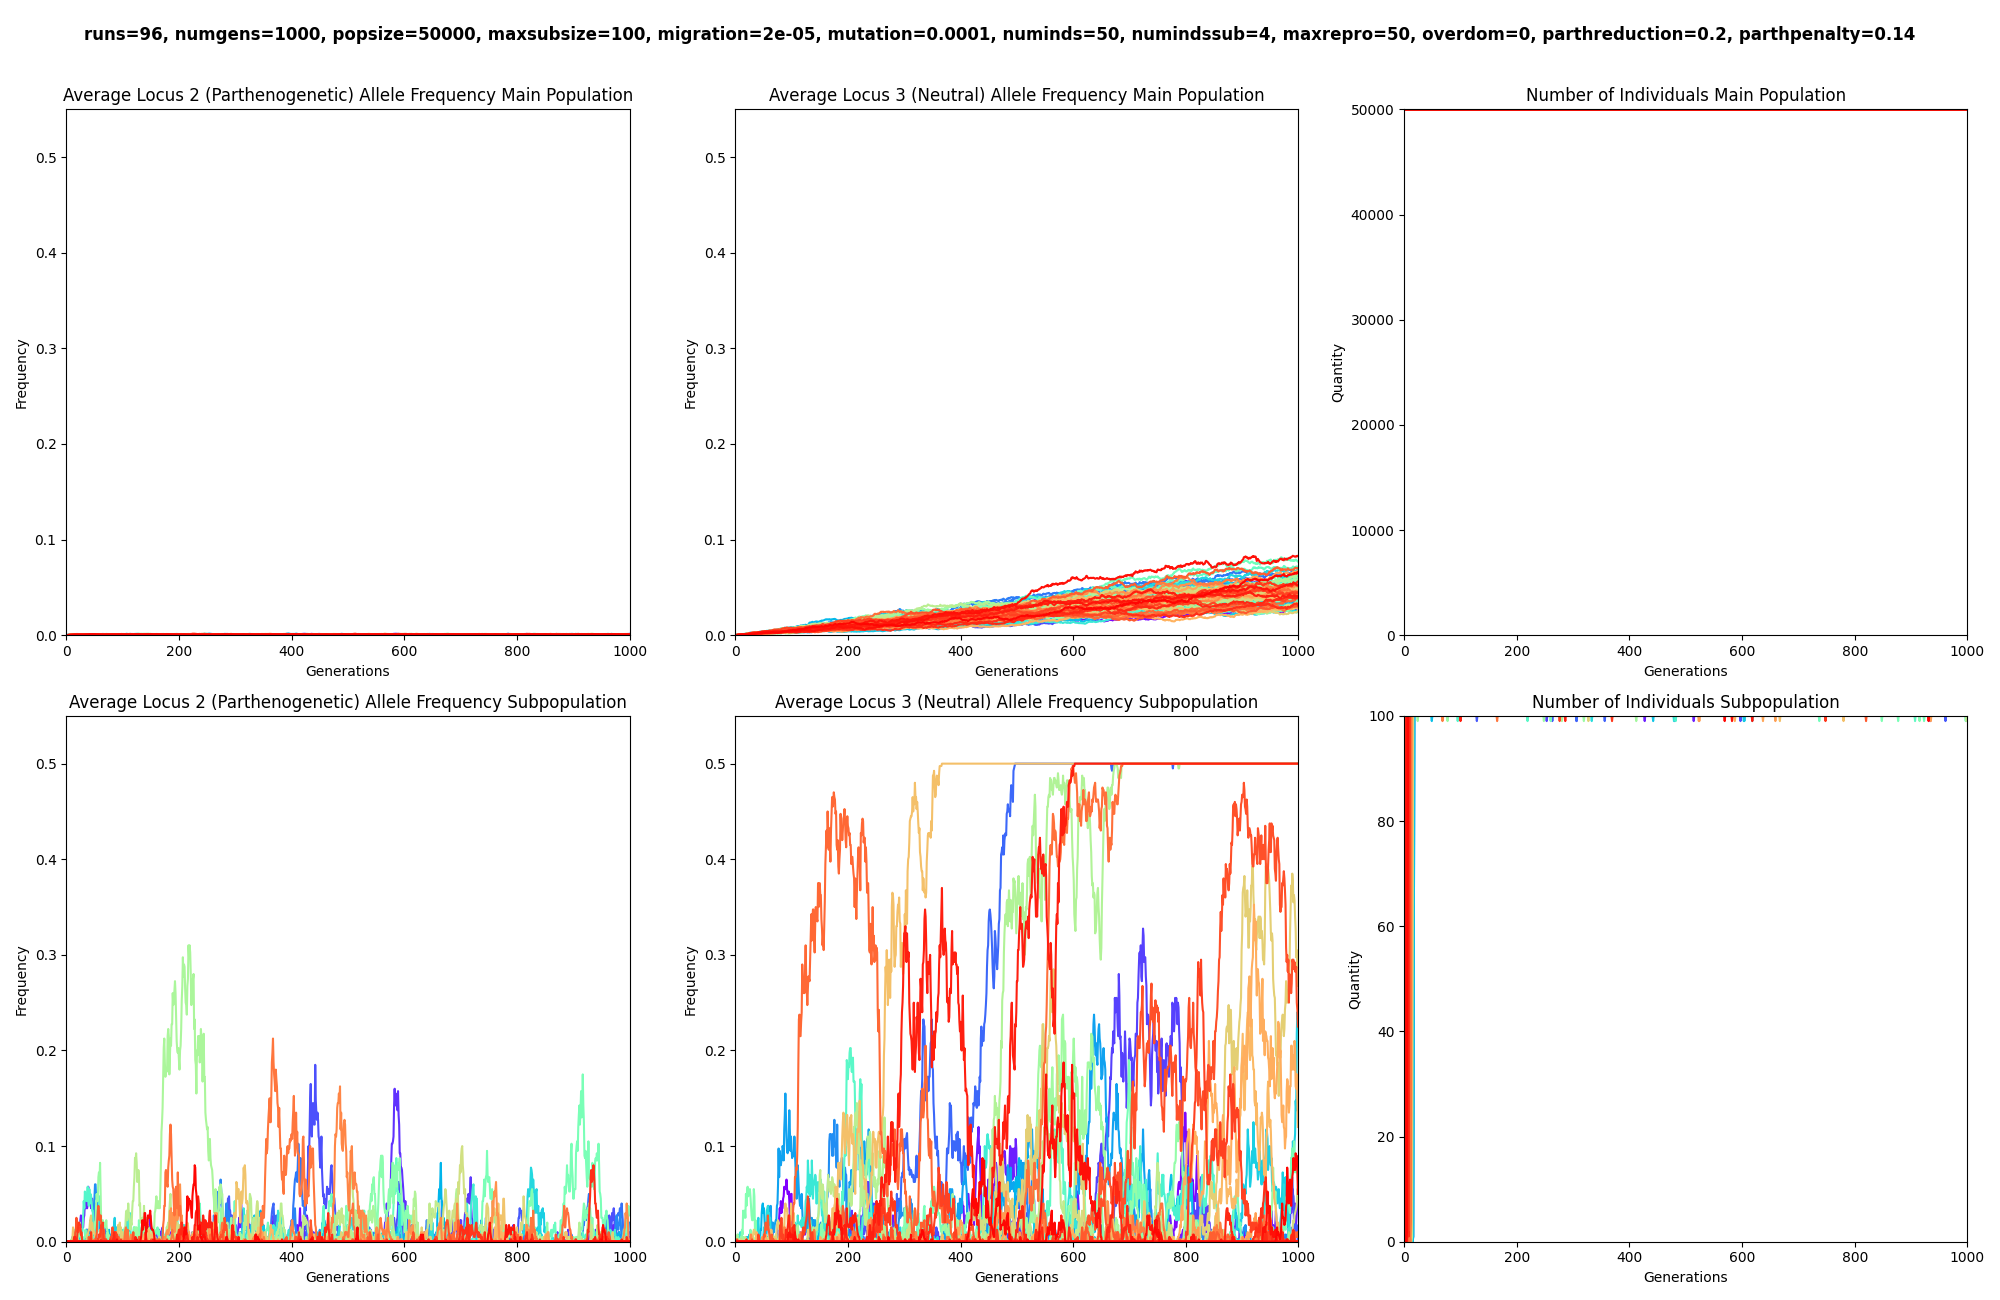 runs=96, numgens=1000, popsize=50000, maxsubsize=100, migration=2e-05, mutation=0.0001, numinds=50, numindssub=4, maxrepro=50, overdom=0, parthreduction=0.2, parthpenalty=0.14
Average Locus 2 (Parthenogenetic) Allele Frequency Main Population
0.5
0.4
0.3
0.2
0.1
0.0
Frequency
0 200 400 600 800 1000
Generations
Average Locus 3 (Neutral) Allele Frequency Main Population
0.5
0.4
0.3
0.2
0.1
0.0
Frequency
0 200 400 600 800 1000
Generations
Number of Individuals Main Population
50000
40000
30000
20000
10000
0
Quantity
0 200 400 600 800 1000
Generations
Average Locus 2 (Parthenogenetic) Allele Frequency Subpopulation
0.5
0.4
0.3
0.2
0.1
0.0
Frequency
0 200 400 600 800 1000
Generations
Average Locus 3 (Neutral) Allele Frequency Subpopulation
0.5
0.4
0.3
0.2
0.1
0.0
Frequency
0 200 400 600 800 1000
Generations
Number of Individuals Subpopulation
100
80
60
40
20
0
Quantity
0 200 400 600 800 1000
Generations